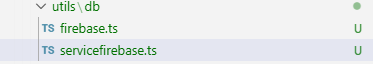 utils\db
TS firebase.ts U
TS servicefirebase.ts U